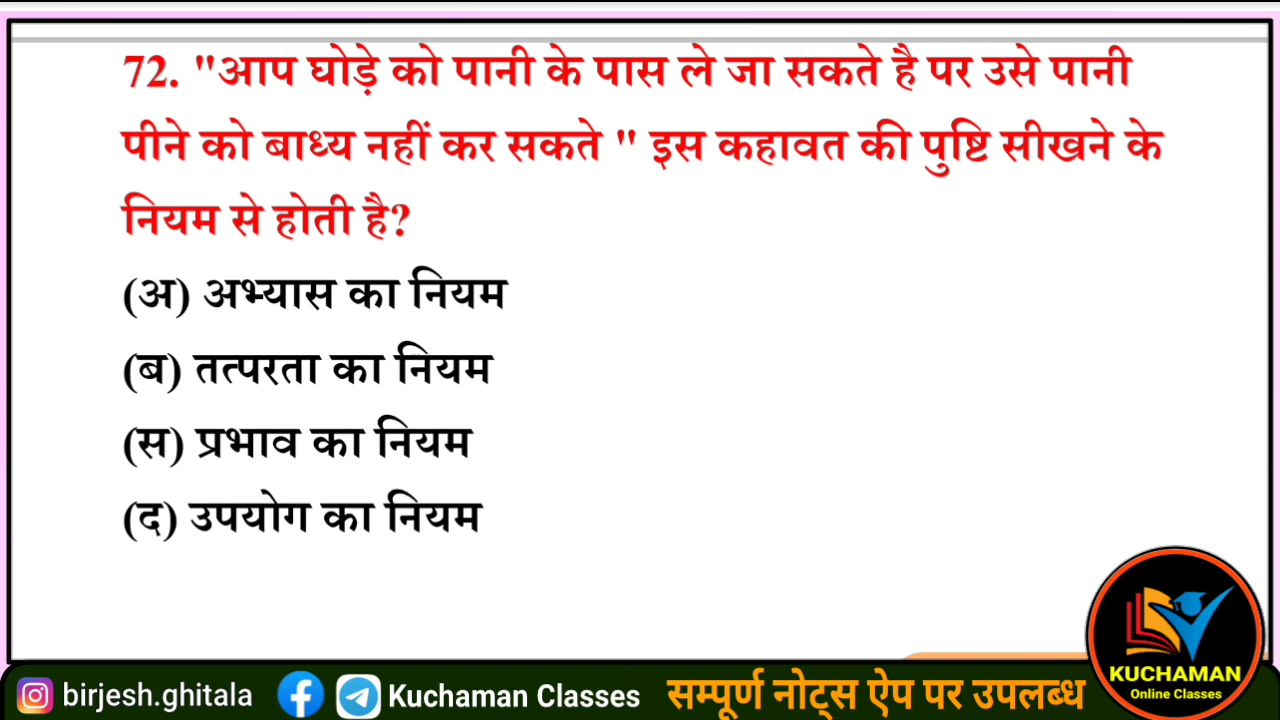 72. "आप घोड़े को पानी के पास ले जा सकते है पर उसे पानी
पीने को बाध्य नहीं कर सकते " इस कहावत की पुष्टि सीखने के
नियम से होती है?
(अ) अभ्यास का नियम
(ब) तत्परता का नियम
(स) प्रभाव का नियम
(द) उपयोग का नियम
KUCHAMAN
Online Classes
birjesh.ghitala Kuchaman Classes सम्पूर्ण नोट्स ऐप पर उपलब्ध